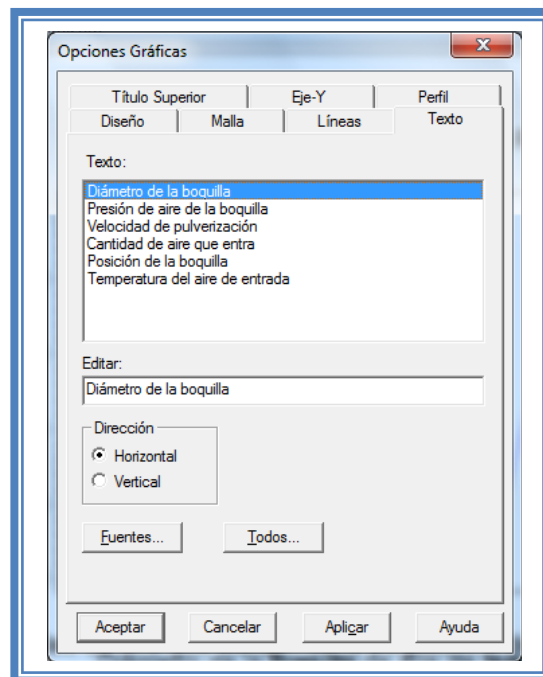 Opciones Gráficas
Título Superior Eje-Y Perfil
Diseño Malla Líneas Texto
Texto:
Diámetro de la boquilla
Presión de aire de la boquilla
Velocidad de pulverización
Cantidad de aire que entra
Posición de la boquilla
Temperatura del aire de entrada
Editar:
Diámetro de la boquilla
Dirección
Horizontal
Vertical
Fuentes... Todos...
Aceptar Cancelar Aplicar Ayuda